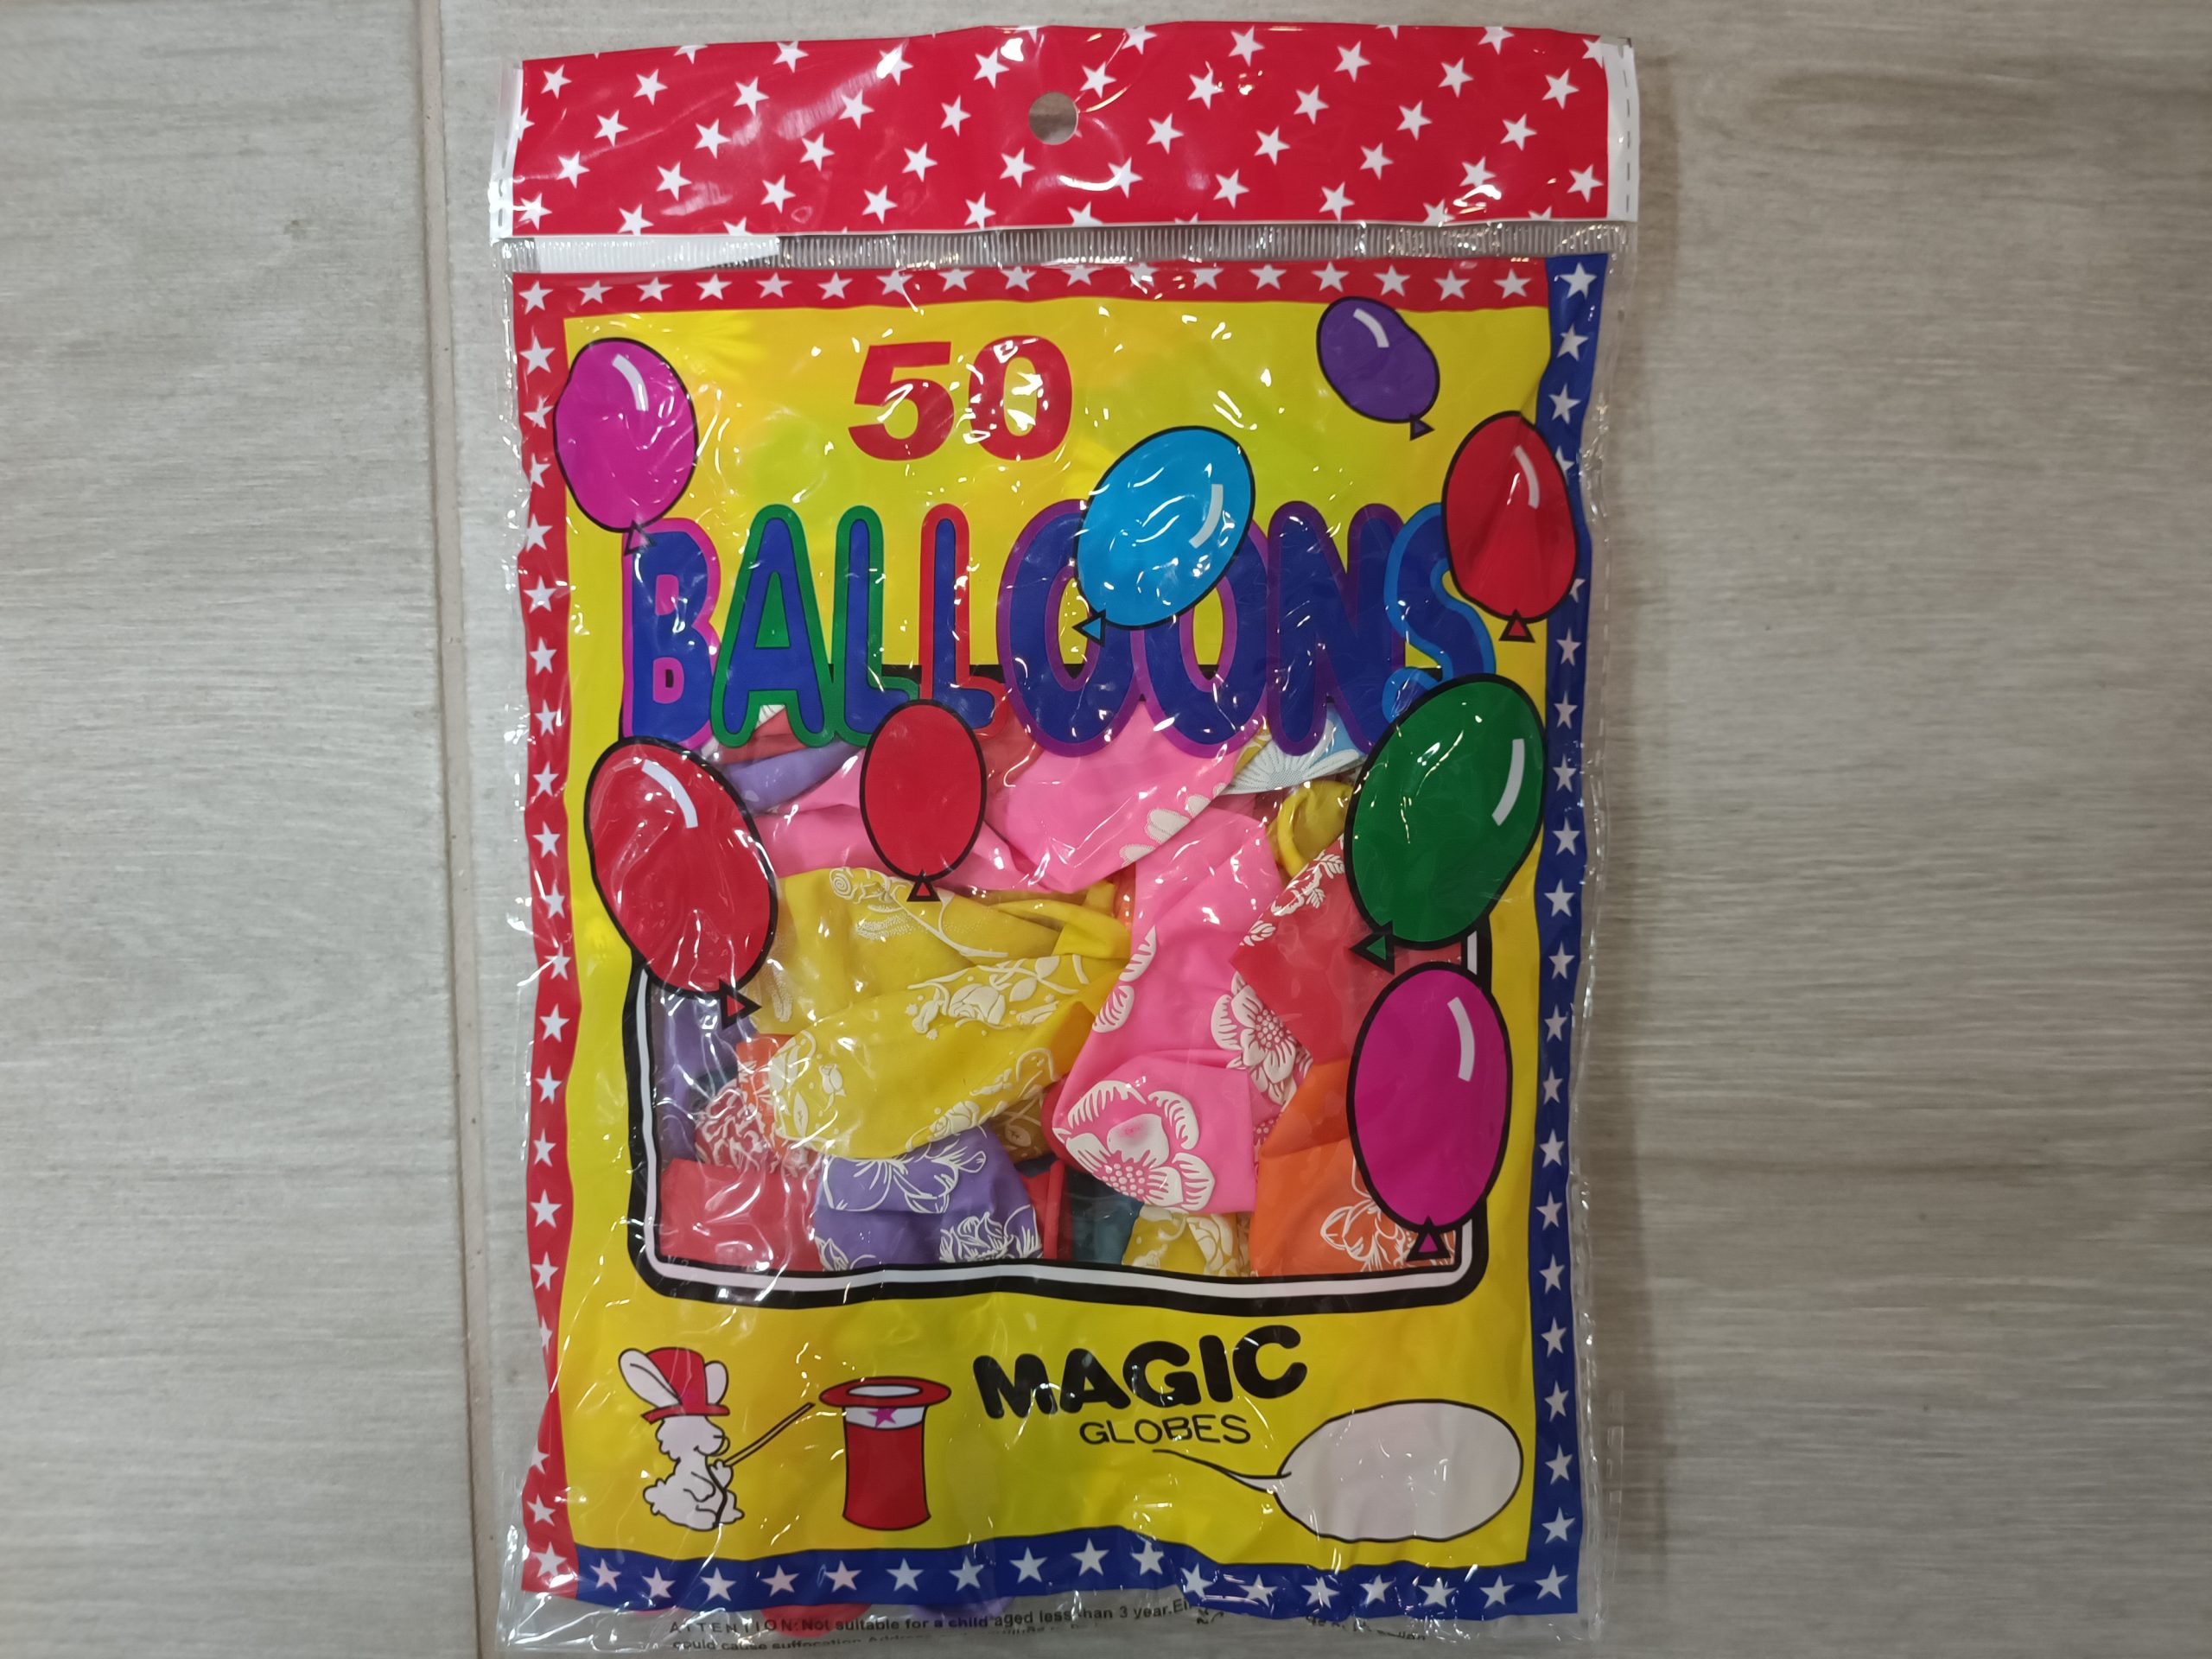 50
BALLOONS
MAGIC
GLOBES
ATTENTION: Not suitable for a child aged less than 3 year.
could cause suffocation